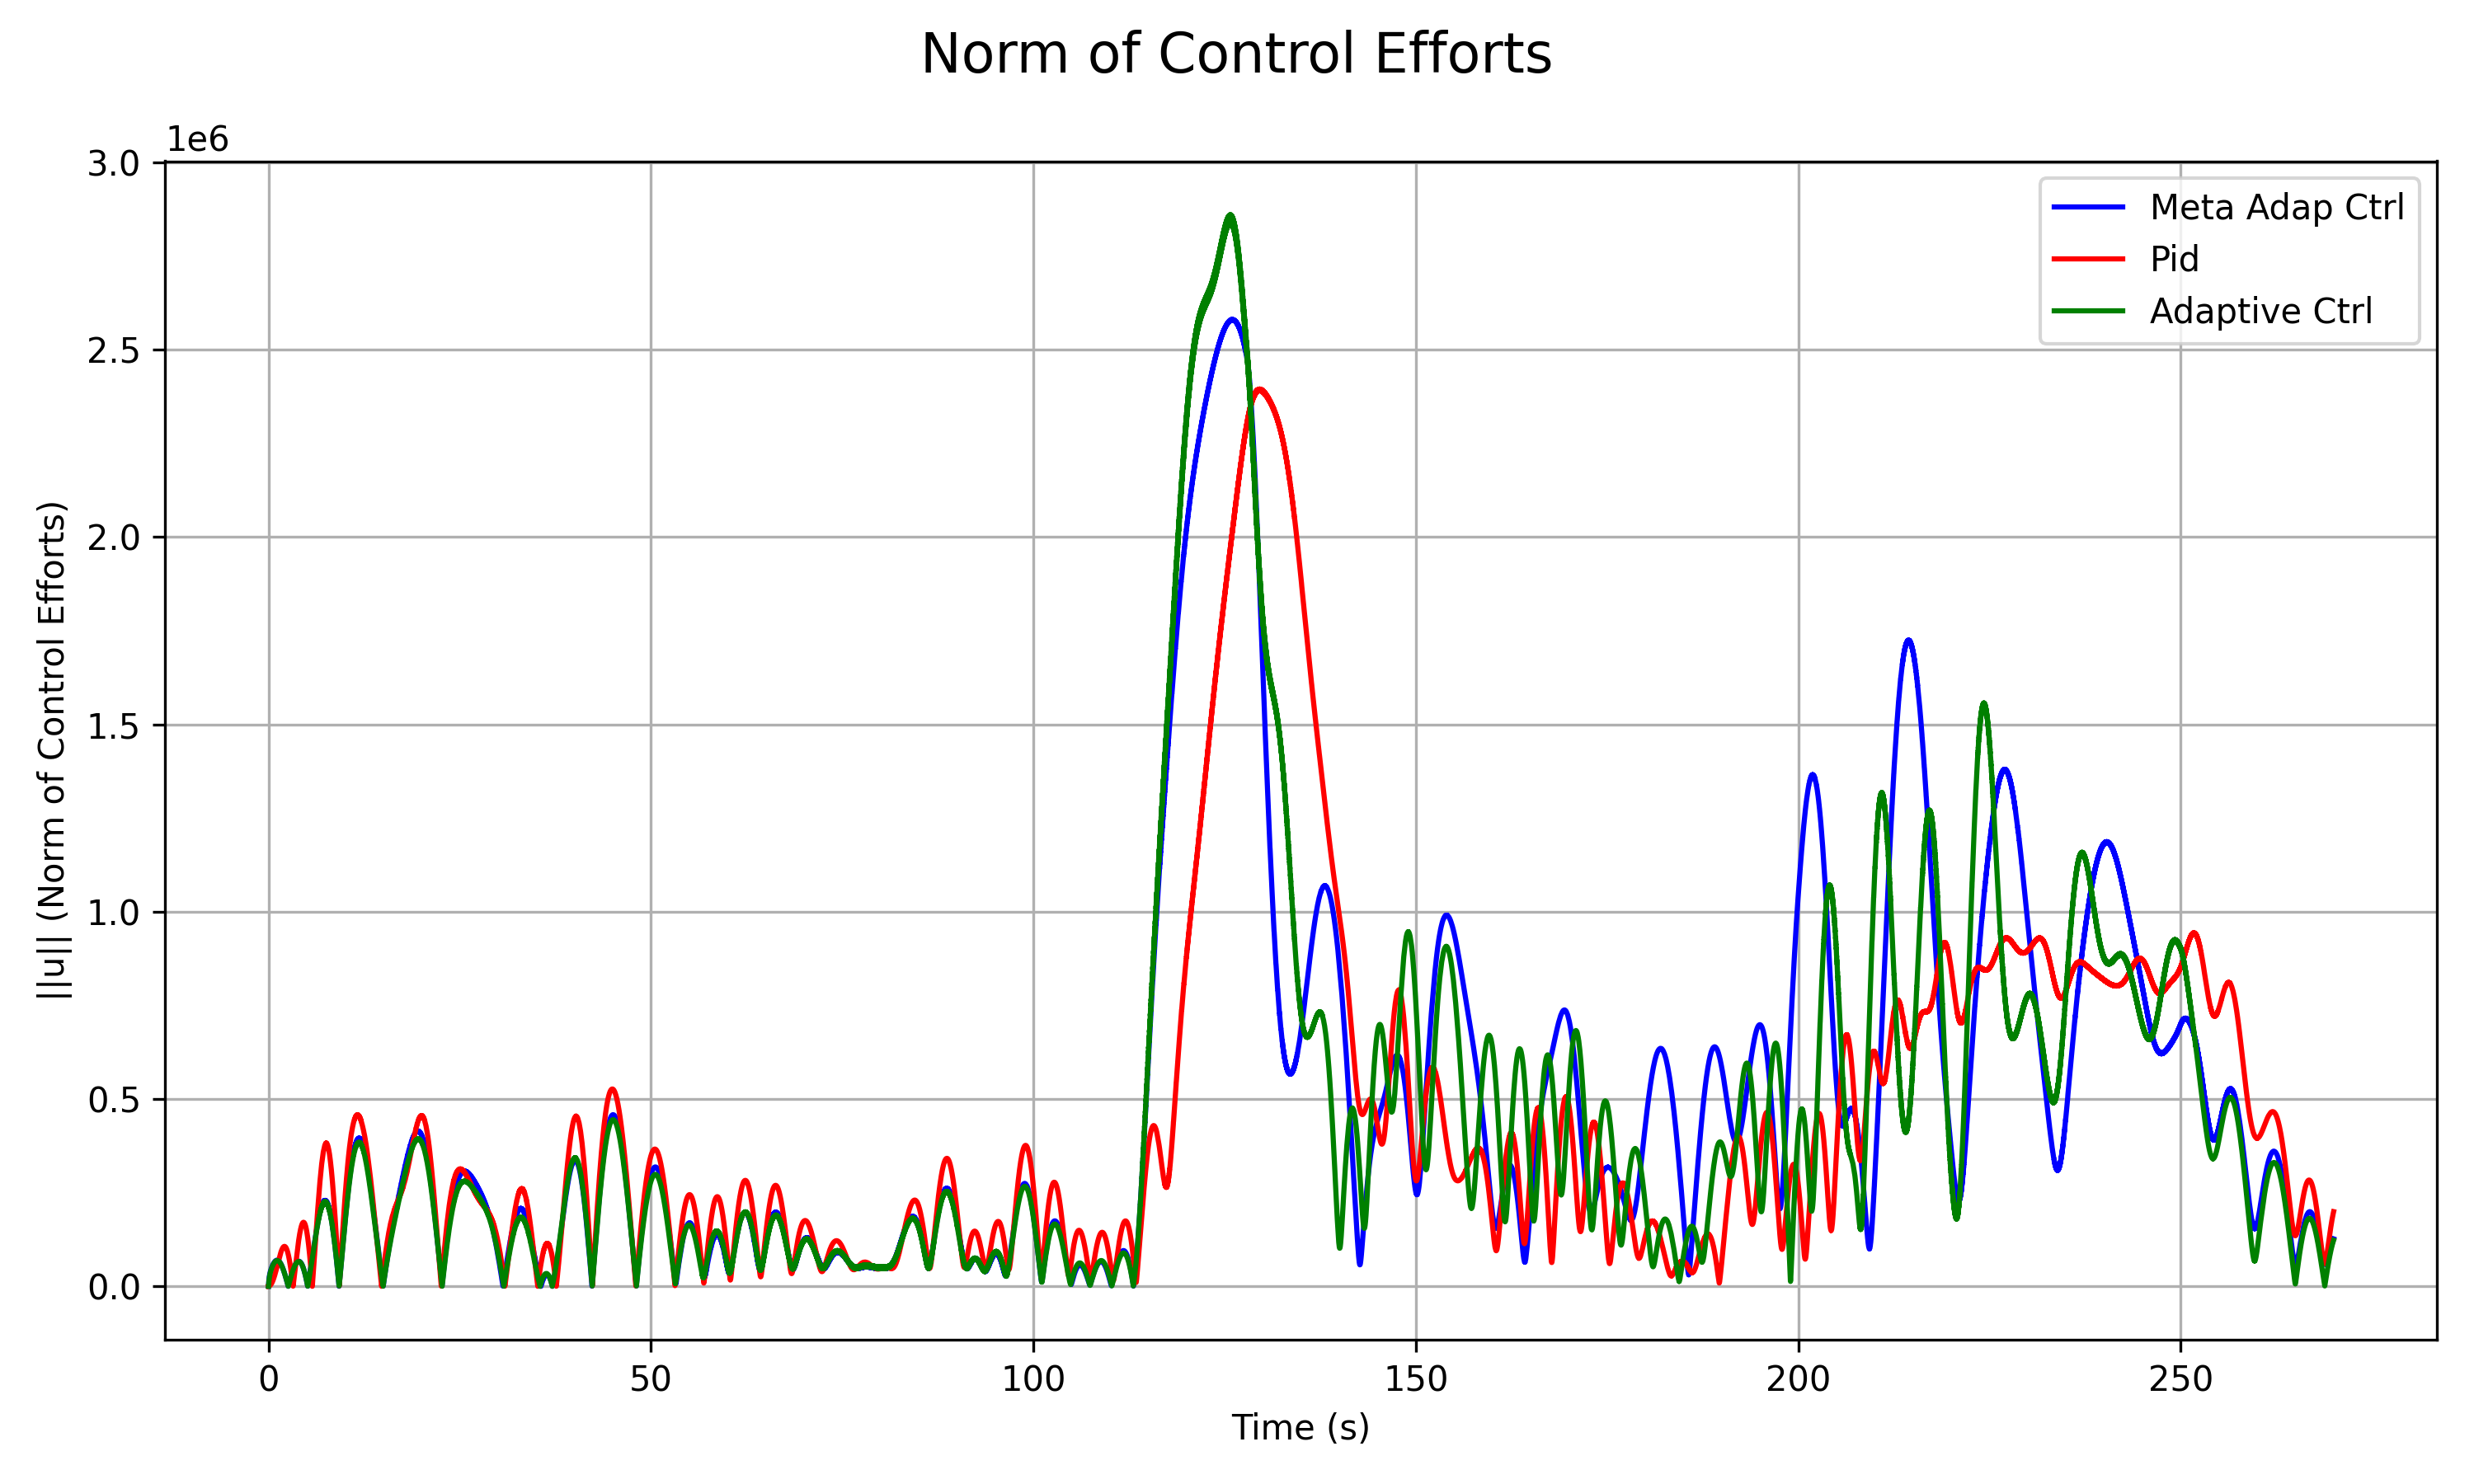 Norm of Control Efforts
1e6
3.0
2.5
2.0
1.5
1.0
0.5
0.0
||u|| (Norm of Control Efforts)
Meta Adap Ctrl
Pid
Adaptive Ctrl
0 50 100 150 200 250
Time (s)